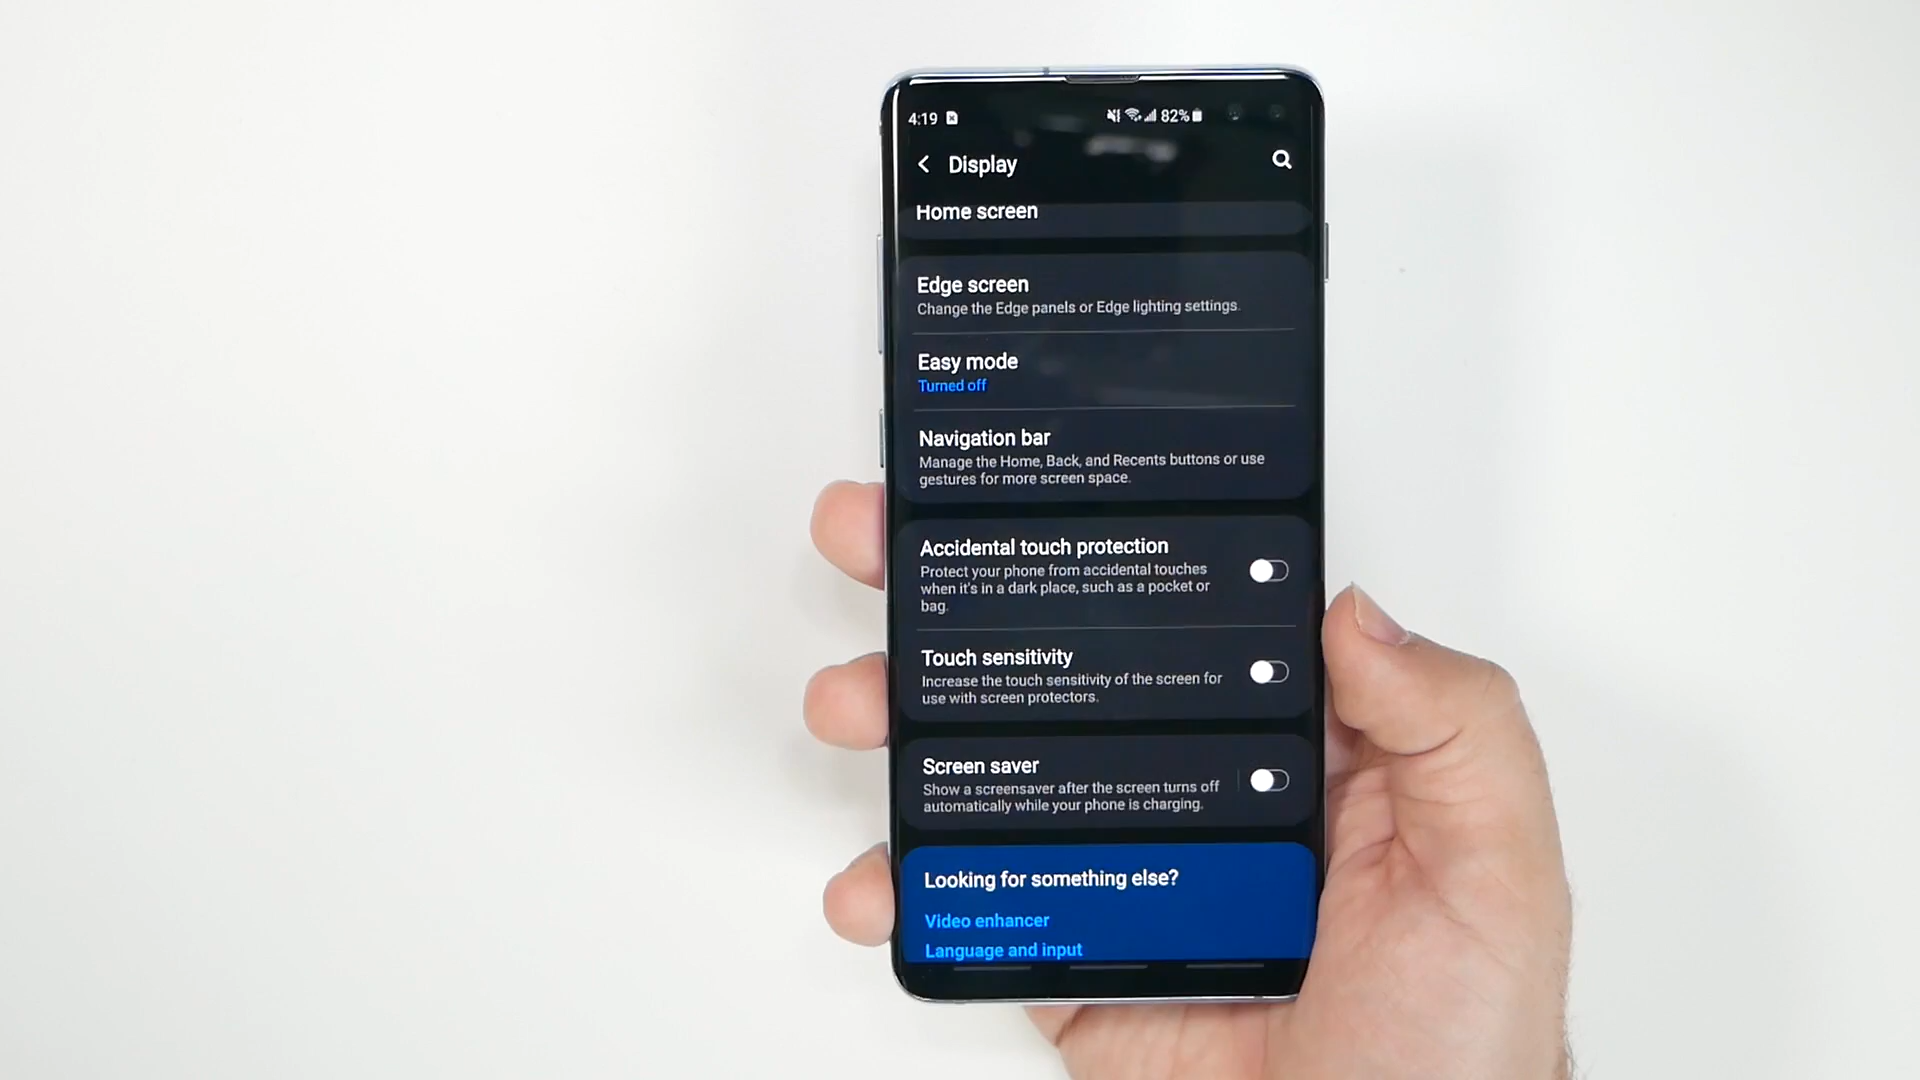 4:19 82%
Display
Home screen
Edge screen
Change the Edge panels or Edge lighting settings.
Easy mode
Turned off
Navigation bar
Manage the Home, Back, and Recents buttons or use
gestures for more screen space.
Accidental touch protection
Protect your phone from accidental touches
when it's in a dark place, such as a pocket or
bag.
Touch sensitivity
Increase the touch sensitivity of the screen for
use with screen protectors.
Screen saver
Show a screensaver after the screen turns off
automatically while your phone is charging.
Looking for something else?
Video enhancer
Language and input